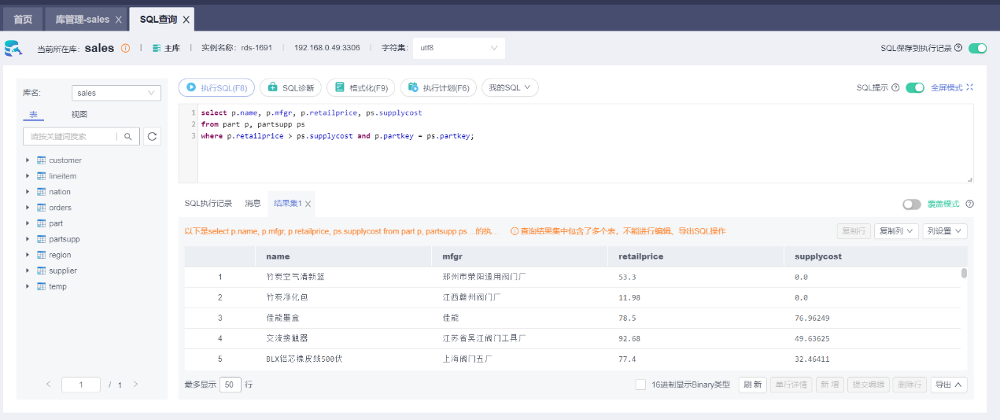 首页 库管理-sales SQL查询
当前所在库: sales 主库 实例名称: rds-1691 192.168.0.49:3306 字符集: utf8 SQL保存到执行记录
库名: sales
执行SQL(F8) SQL诊断 格式化(F9) 执行计划(F6) 我的SQL SQL提示 全屏模式
表 视图
请按关键词搜索
customer
lineitem
nation
orders
part
partsupp
region
supplier
temp
1 / 1
1 select p.name, p.mfgr, p.retailprice, ps.supplycost
2 from part p, partsupp ps
3 where p.retailprice > ps.supplycost and p.partkey = ps.partkey;
SQL执行记录 消息 结果集1 覆盖模式
以下是select p.name, p.mfgr, p.retailprice, ps.supplycost from part p, partsupp ps ...的执... 查询结果集中包含了多个表，不能进行编辑、导出SQL操作 复制行 复制列 列设置
name mfgr retailprice supplycost
1 竹炭空气清新篮 郑州市荥阳通用阀门厂 53.3 0.0
2 竹炭净化包 江西赣州阀门厂 11.98 0.0
3 佳能墨盒 佳能 78.5 76.96249
4 交流接触器 江苏省吴江阀门工具厂 92.68 49.63625
5 BLX铝芯橡皮线500伏 上海阀门五厂 77.4 32.46411
最多显示 50 行 16进制显示Binary类型 刷新 单行详情 新增 提交编辑 删除行 导出